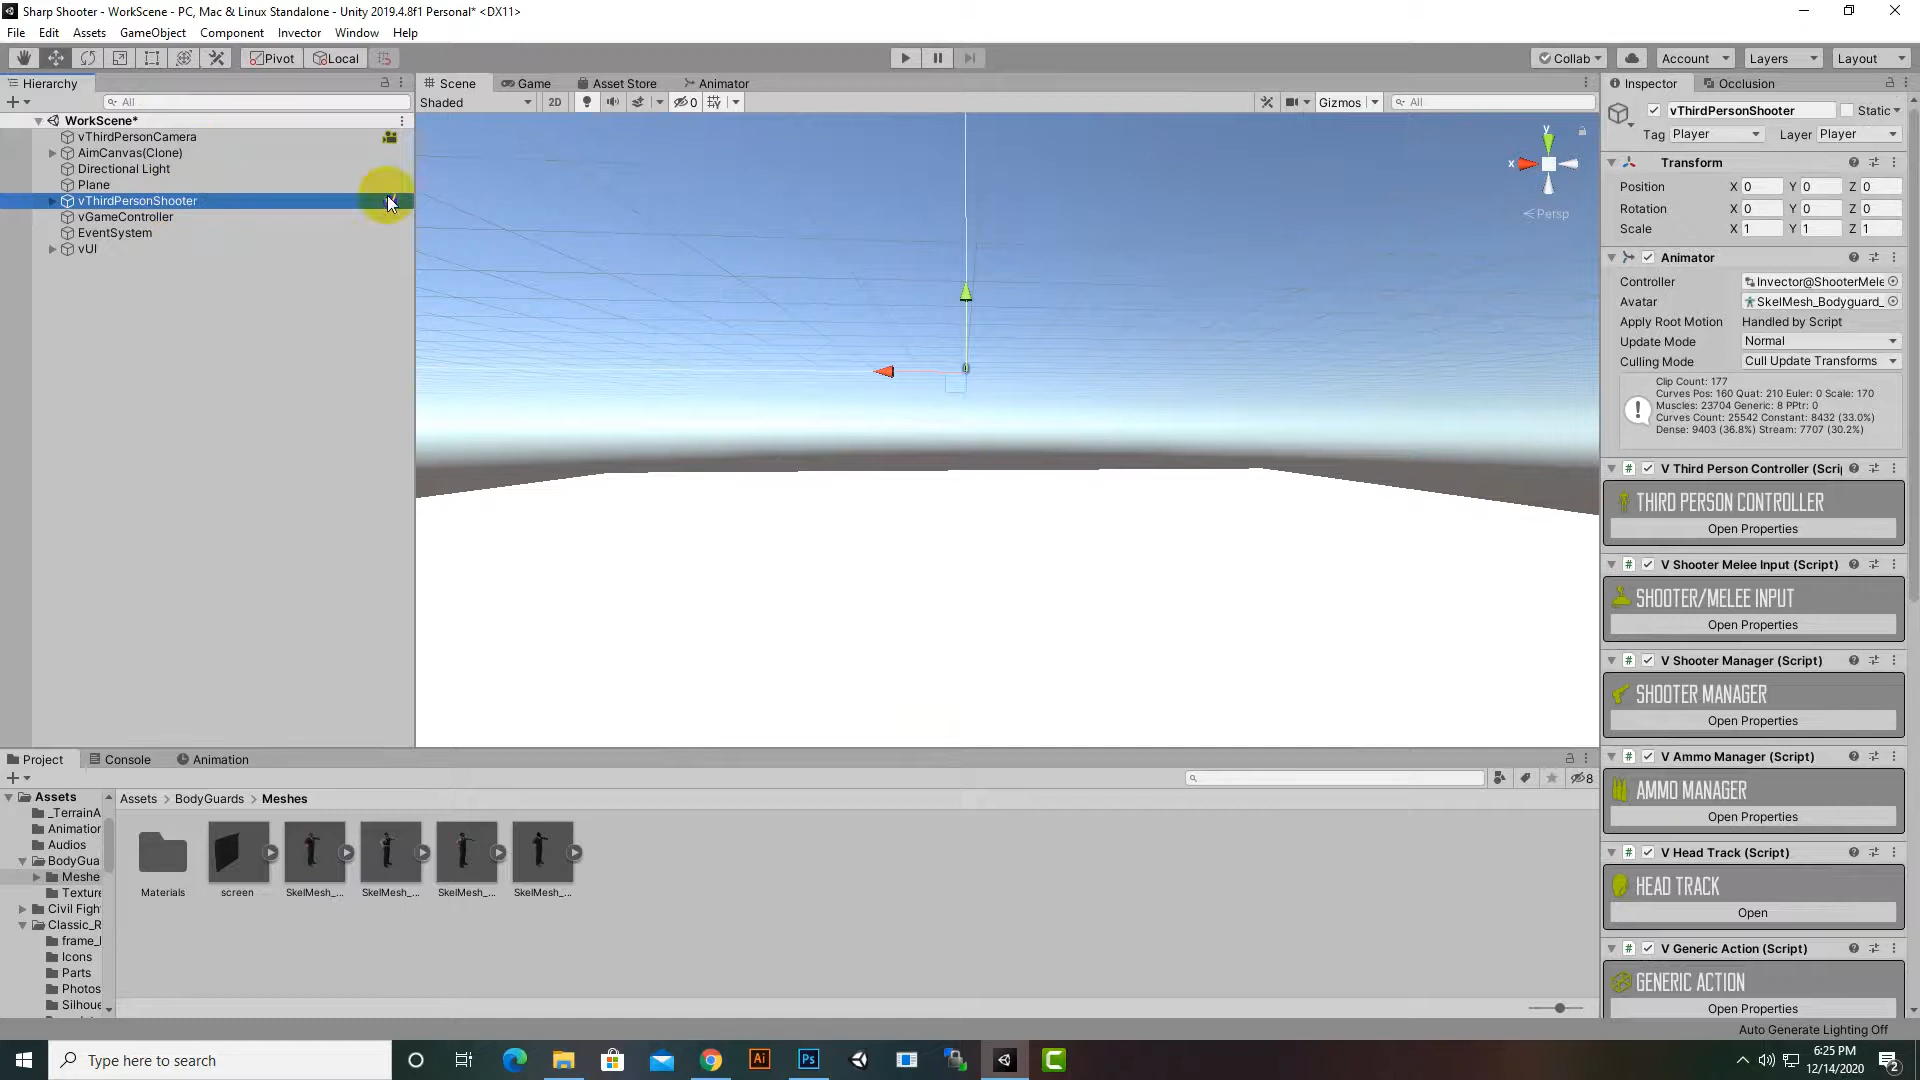 Sharp Shooter - WorkScene - PC, Mac & Linux Standalone - Unity 2019.4.8f1 Personal* <DX11>
File Edit Assets GameObject Component Invector Window Help
Pivot Local Collab Account Layers Layout
Hierarchy Scene Game Asset Store Animator Inspector Occlusion
All Shaded 2D 0 Gizmos All
WorkScene*
vThirdPersonCamera
AimCanvas(Clone)
Directional Light
Plane
vThirdPersonShooter
vGameController
EventSystem
vUI
y
x
Persp
vThirdPersonShooter Static
Tag Player Layer Player
Transform
Position X 0 Y 0 Z 0
Rotation X 0 Y 0 Z 0
Scale X 1 Y 1 Z 1
Animator
Controller Invector@ShooterMele
Avatar SkelMesh_Bodyguard_
Apply Root Motion Handled by Script
Update Mode Normal
Culling Mode Cull Update Transforms
Clip Count: 177
Curves Pos: 160 Quat: 210 Euler: 0 Scale: 170
Muscles: 23704 Generic: 8 PPtr: 0
Curves Count: 25542 Constant: 8432 (33.0%)
Dense: 9403 (36.8%) Stream: 7707 (30.2%)
V Third Person Controller (Scri
THIRD PERSON CONTROLLER
Open Properties
V Shooter Melee Input (Script)
SHOOTER/MELEE INPUT
Open Properties
V Shooter Manager (Script)
SHOOTER MANAGER
Open Properties
V Ammo Manager (Script)
AMMO MANAGER
Open Properties
V Head Track (Script)
HEAD TRACK
Open
V Generic Action (Script)
GENERIC ACTION
Open Properties
Project Console Animation
8
Assets
_TerrainA
Animation
Audios
BodyGua
Meshe
Texture
Civil Figh
Classic_R
frame_
Icons
Parts
Photos
Silhou
Assets > BodyGuards > Meshes
Materials screen SkelMesh_... SkelMesh_... SkelMesh_... SkelMesh_...
Auto Generate Lighting Off
Type here to search
Ai Ps
6:25 PM
12/14/2020
2